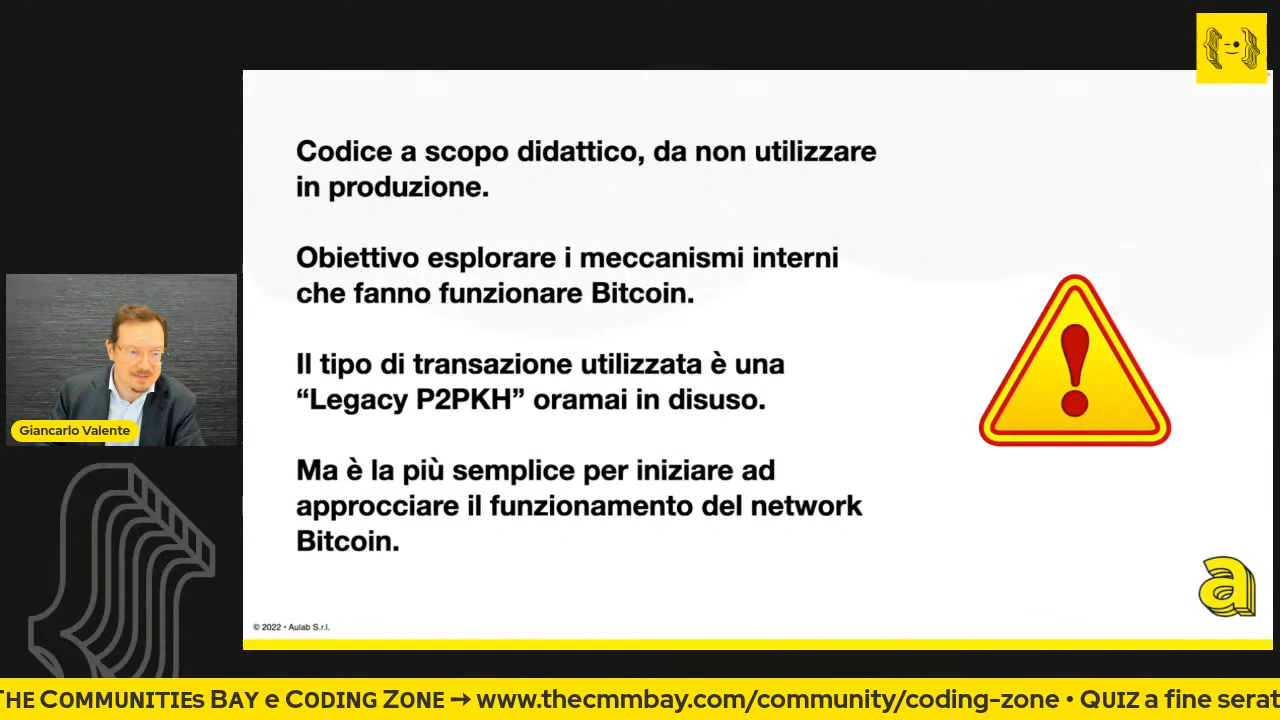 Codice a scopo didattico, da non utilizzare
in produzione.
Obiettivo esplorare i meccanismi interni
che fanno funzionare Bitcoin.
Il tipo di transazione utilizzata è una
“Legacy P2PKH” oramai in disuso.
Ma è la più semplice per iniziare ad
approcciare il funzionamento del network
Bitcoin.
Giancarlo Valente
a
© 2022 • Aulab S.r.l.
THE COMMUNITIEs BAY e CODING ZONE → www.thecmmbay.com/community/coding-zone • QUIZ a fine serat